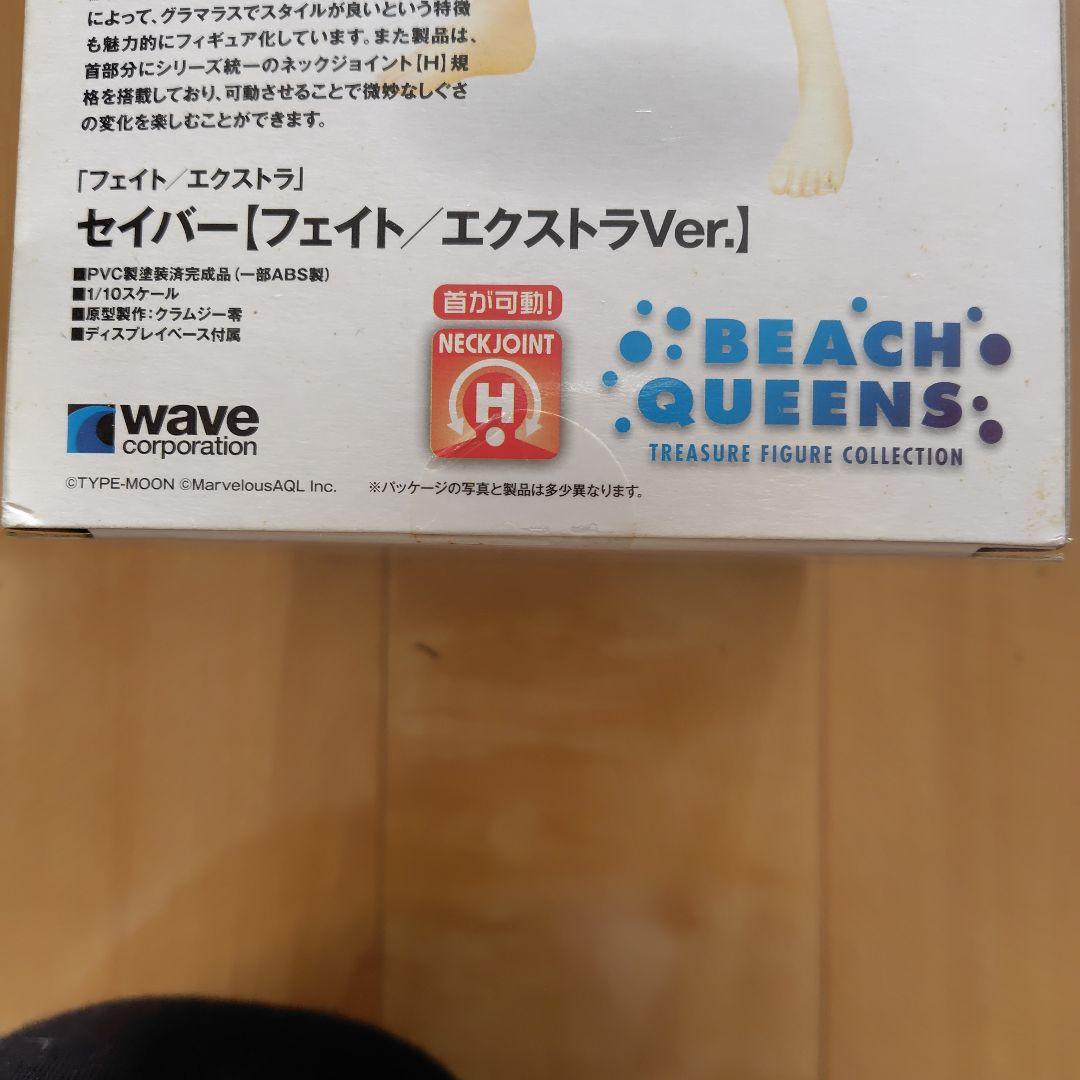 によって、グラマラスでスタイルが良いという特徴
も魅力的にフィギュア化しています。また製品は、
首部分にシリーズ統一のネックジョイント【H】規
格を搭載しており、可動させることで微妙なしぐさ
の変化を楽しむことができます。
「フェイト/エクストラ」
セイバー【フェイト/エクストラVer.】
■PVC製塗装済完成品(一部ABS製)
■1/10スケール
■原型製作:クラムジー零
■ディスプレイベース付属
首が可動!
NECK JOINT
H
BEACH
QUEENS
TREASURE FIGURE COLLECTION
wave
corporation
©TYPE-MOON ©MarvelousAQL Inc.
※パッケージの写真と製品は多少異なります。